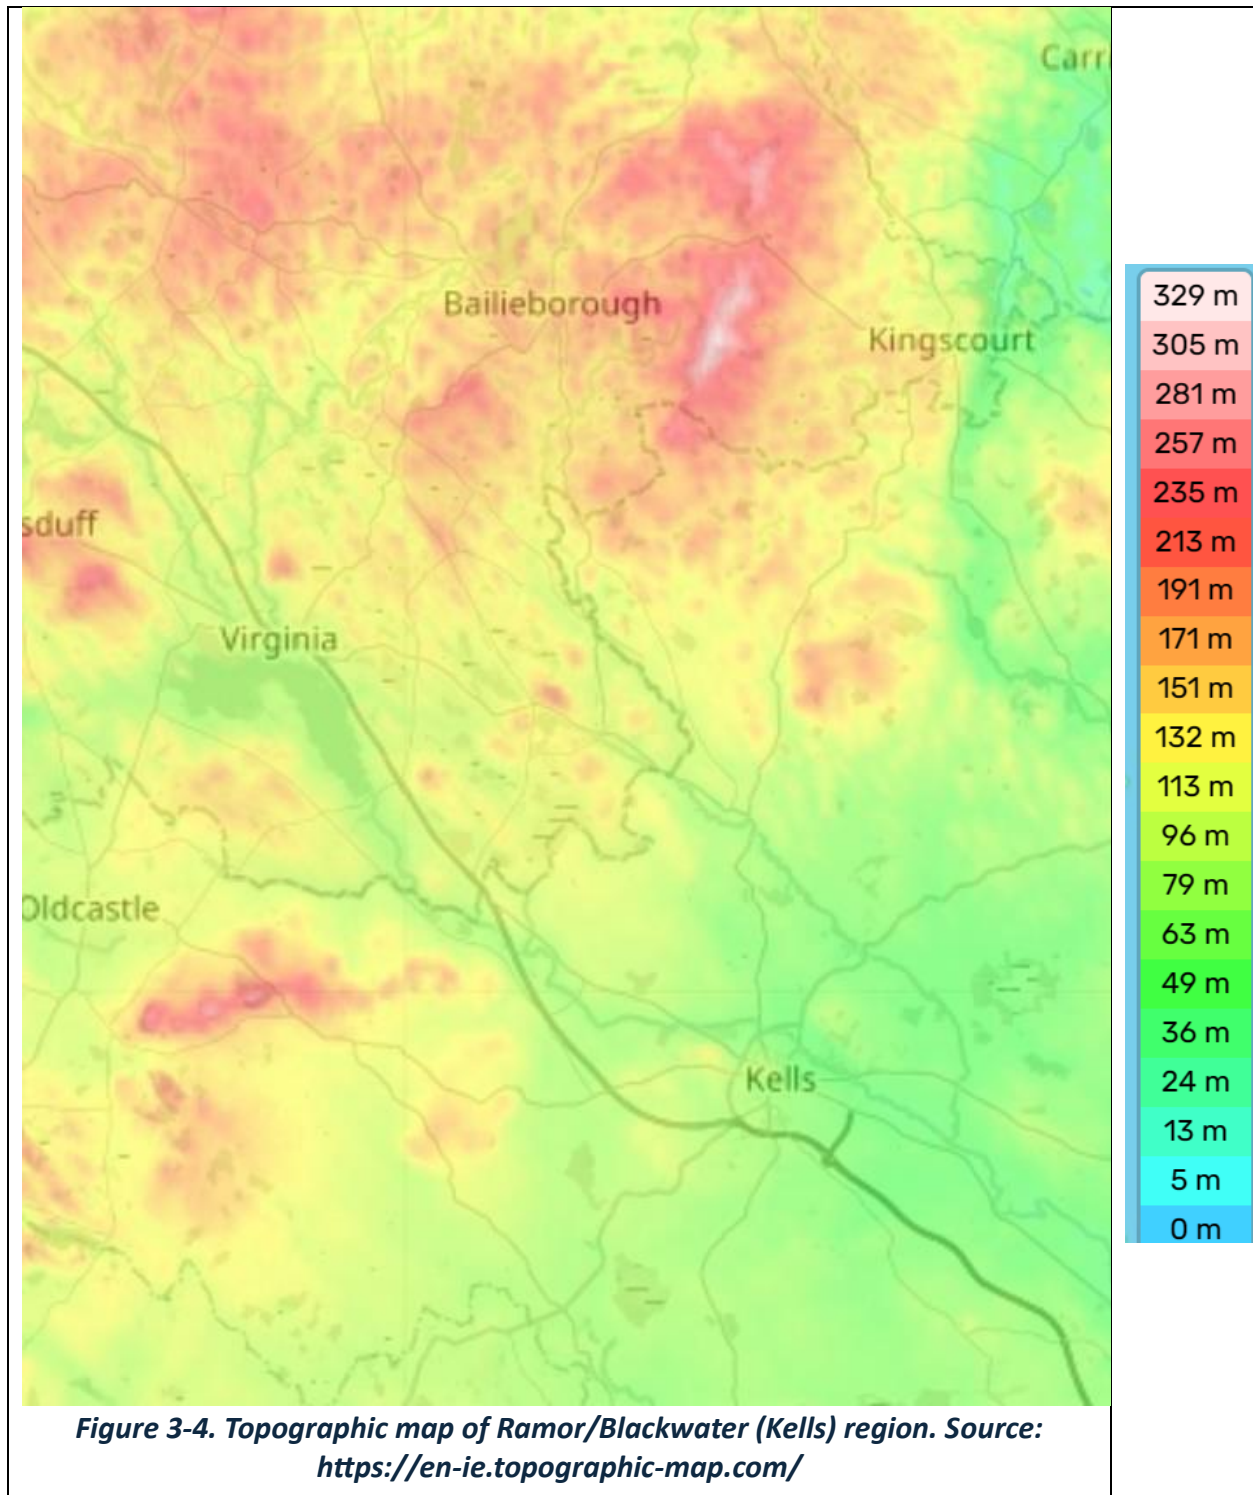 Carr
Bailieborough
Kingscourt
sduff
Virginia
Oldcastle
Kells
329 m
305 m
281 m
257 m
235 m
213 m
191 m
171 m
151 m
132 m
113 m
96 m
79 m
63 m
49 m
36 m
24 m
13 m
5 m
0 m
Figure 3-4. Topographic map of Ramor/Blackwater (Kells) region. Source:
https://en-ie.topographic-map.com/